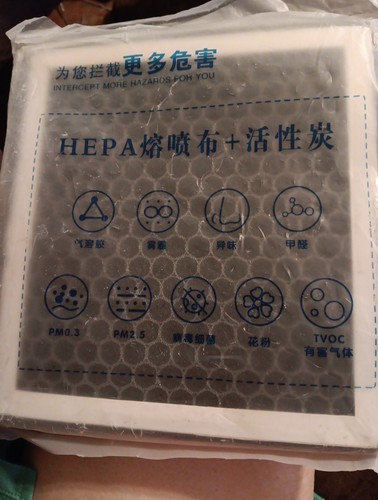 为您拦截更多危害
INTERCEPT MORE HAZARDS FOR YOU
HEPA熔喷布+活性炭
气溶胶 雾霾 异味 甲醛
PM0.3 PM2.5 病毒细菌 花粉 TVOC
有害气体